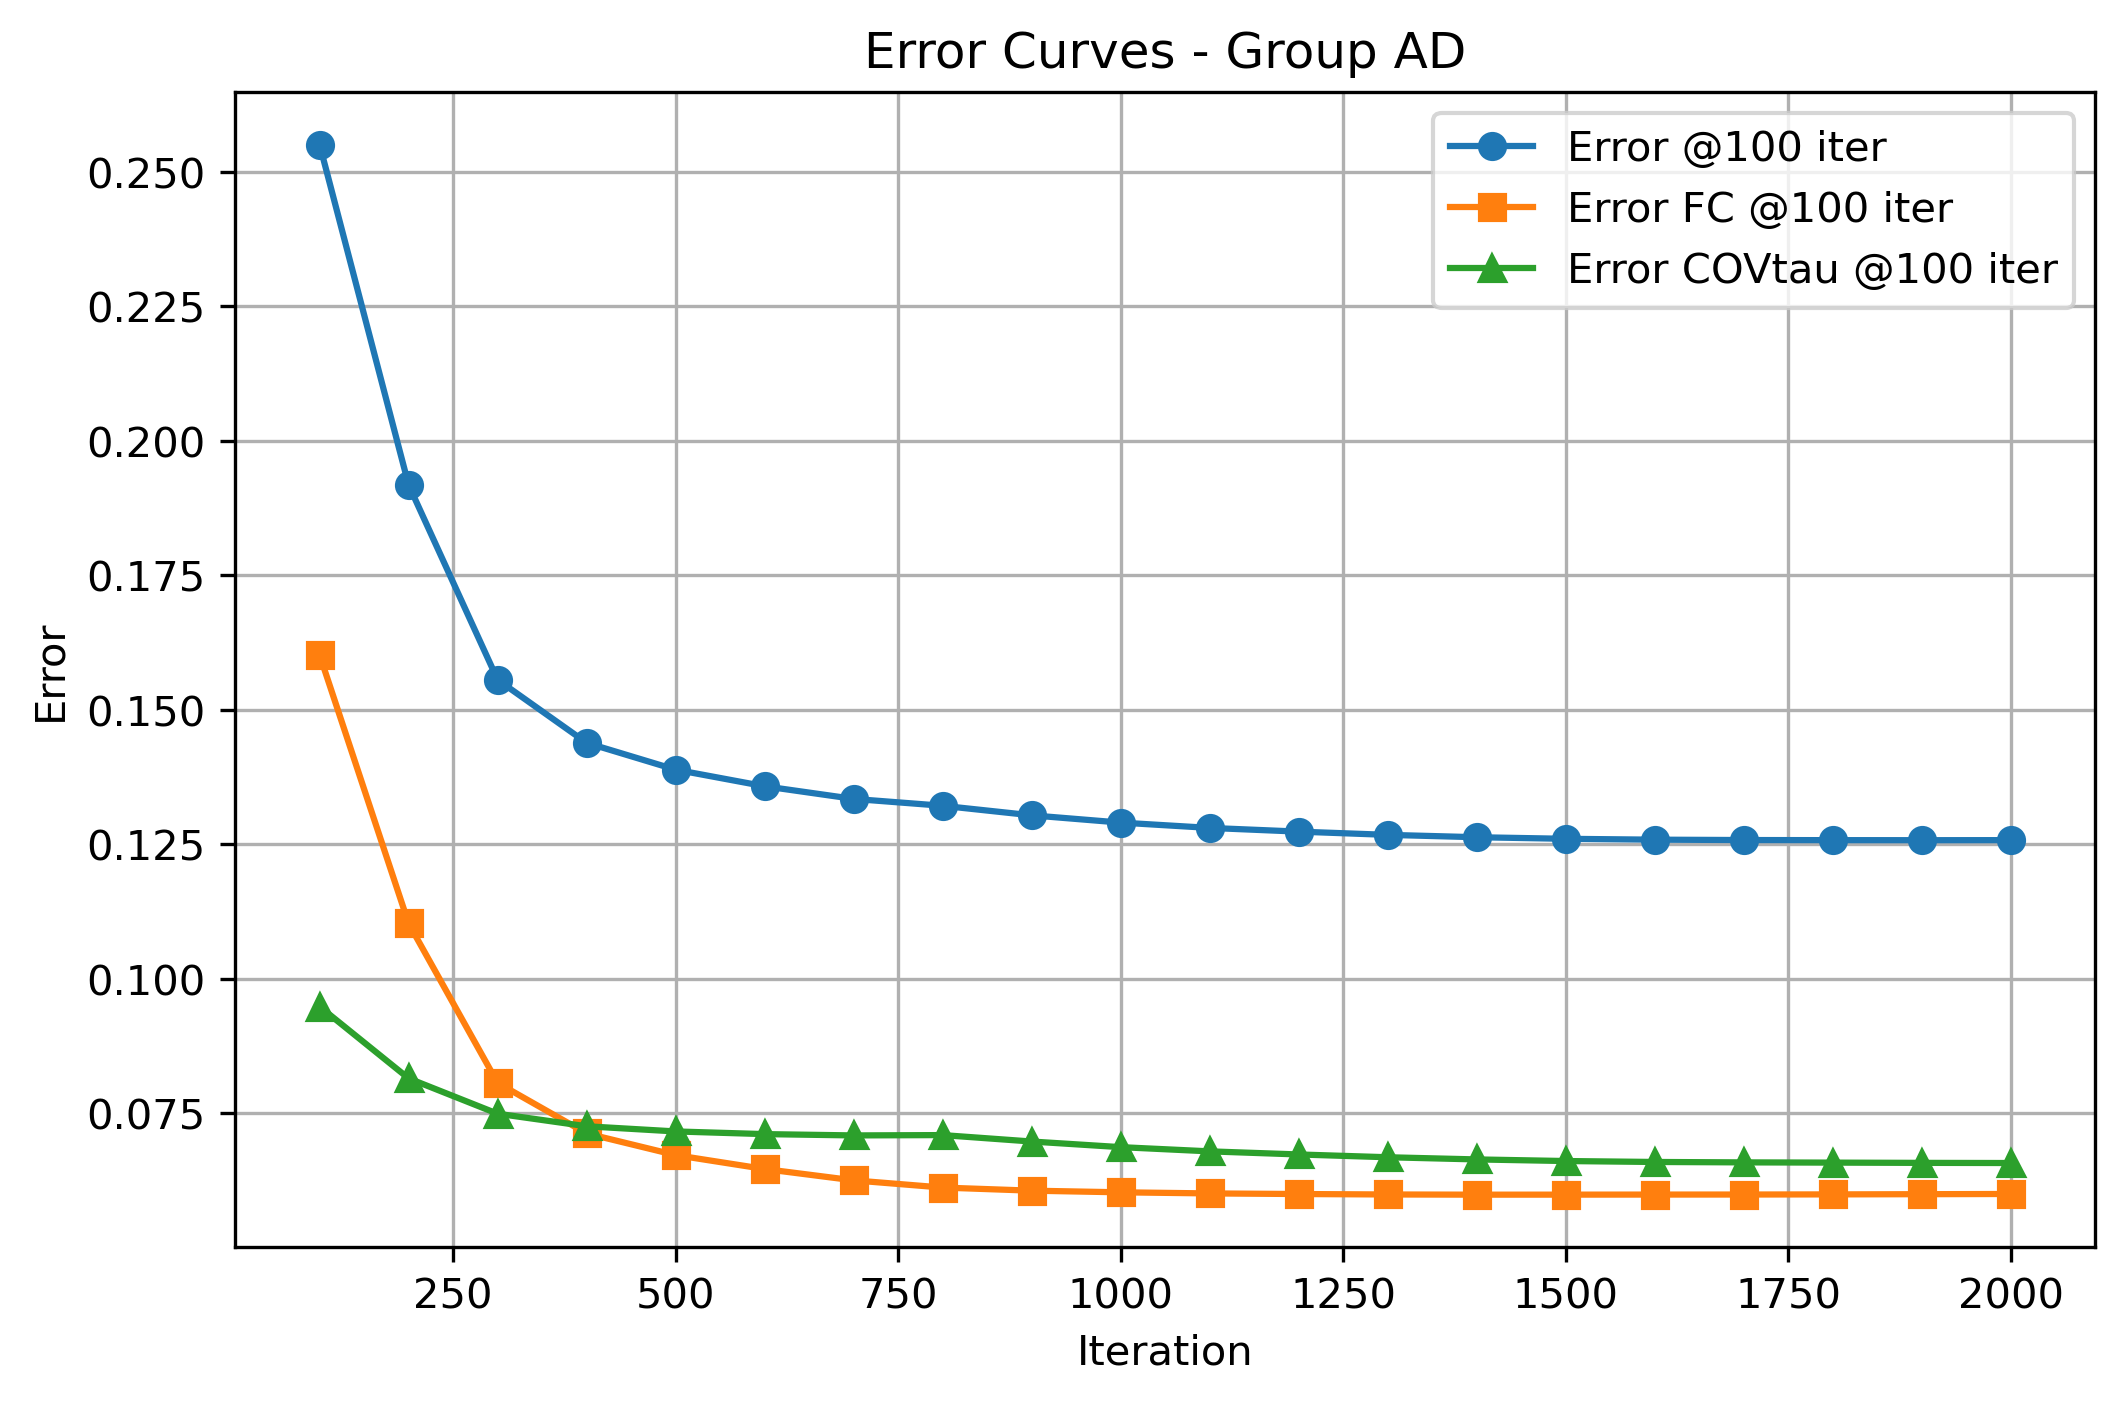 Error Curves - Group AD
Error @100 iter
Error FC @100 iter
Error COVtau @100 iter
0.250
0.225
0.200
0.175
0.150
0.125
0.100
0.075
Error
250 500 750 1000 1250 1500 1750 2000
Iteration